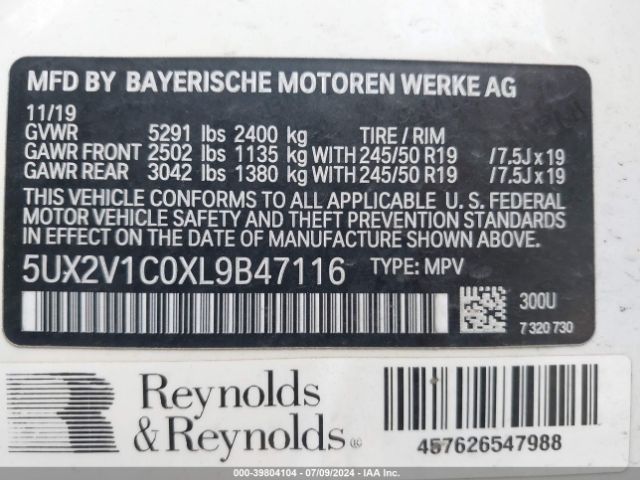 MFD BY BAYERISCHE MOTOREN WERKE AG
11/19
GVWR 5291 lbs 2400 kg TIRE / RIM
GAWR FRONT 2502 lbs 1135 kg WITH 245/50 R19 /7.5J x 19
GAWR REAR 3042 lbs 1380 kg WITH 245/50 R19 /7.5J x 19
THIS VEHICLE CONFORMS TO ALL APPLICABLE U. S. FEDERAL
MOTOR VEHICLE SAFETY AND THEFT PREVENTION STANDARDS
IN EFFECT ON THE DATE OF MANUFACTURE SHOWN ABOVE.
5UX2V1C0XL9B47116 TYPE: MPV
300U
7 320 730
Reynolds
& Reynolds®
457626547988
000-39804104 - 07/09/2024 - IAA Inc.